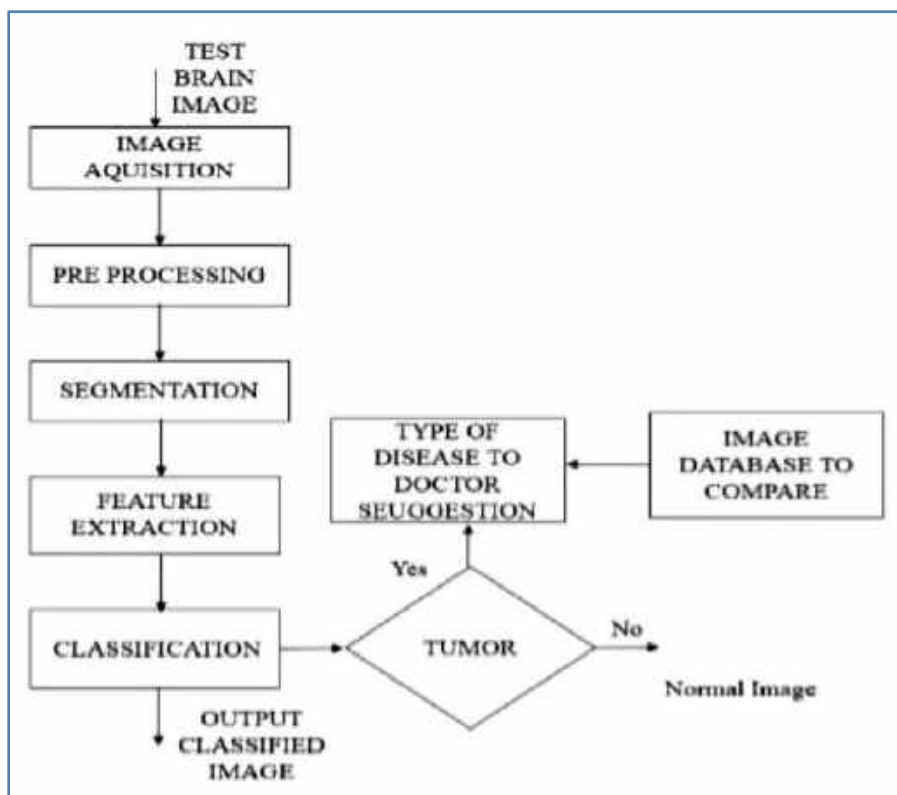 TEST
BRAIN
IMAGE
IMAGE
AQUISITION
PRE PROCESSING
SEGMENTATION
FEATURE
EXTRACTION
CLASSIFICATION
OUTPUT
CLASSIFIED
IMAGE
TUMOR
Yes
No
Normal Image
TYPE OF
DISEASE TO
DOCTOR
SEUGGESTION
IMAGE
DATABASE TO
COMPARE